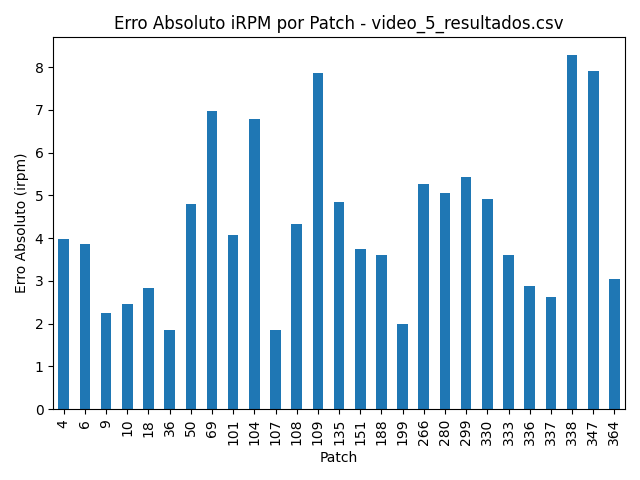 Erro Absoluto iRPM por Patch - video_5_resultados.csv
Erro Absoluto (irpm)
8
7
6
5
4
3
2
1
0
4 6 9 10 18 36 50 69 101 104 107 108 109 135 151 188 199 266 280 299 330 333 336 337 338 347 364
Patch